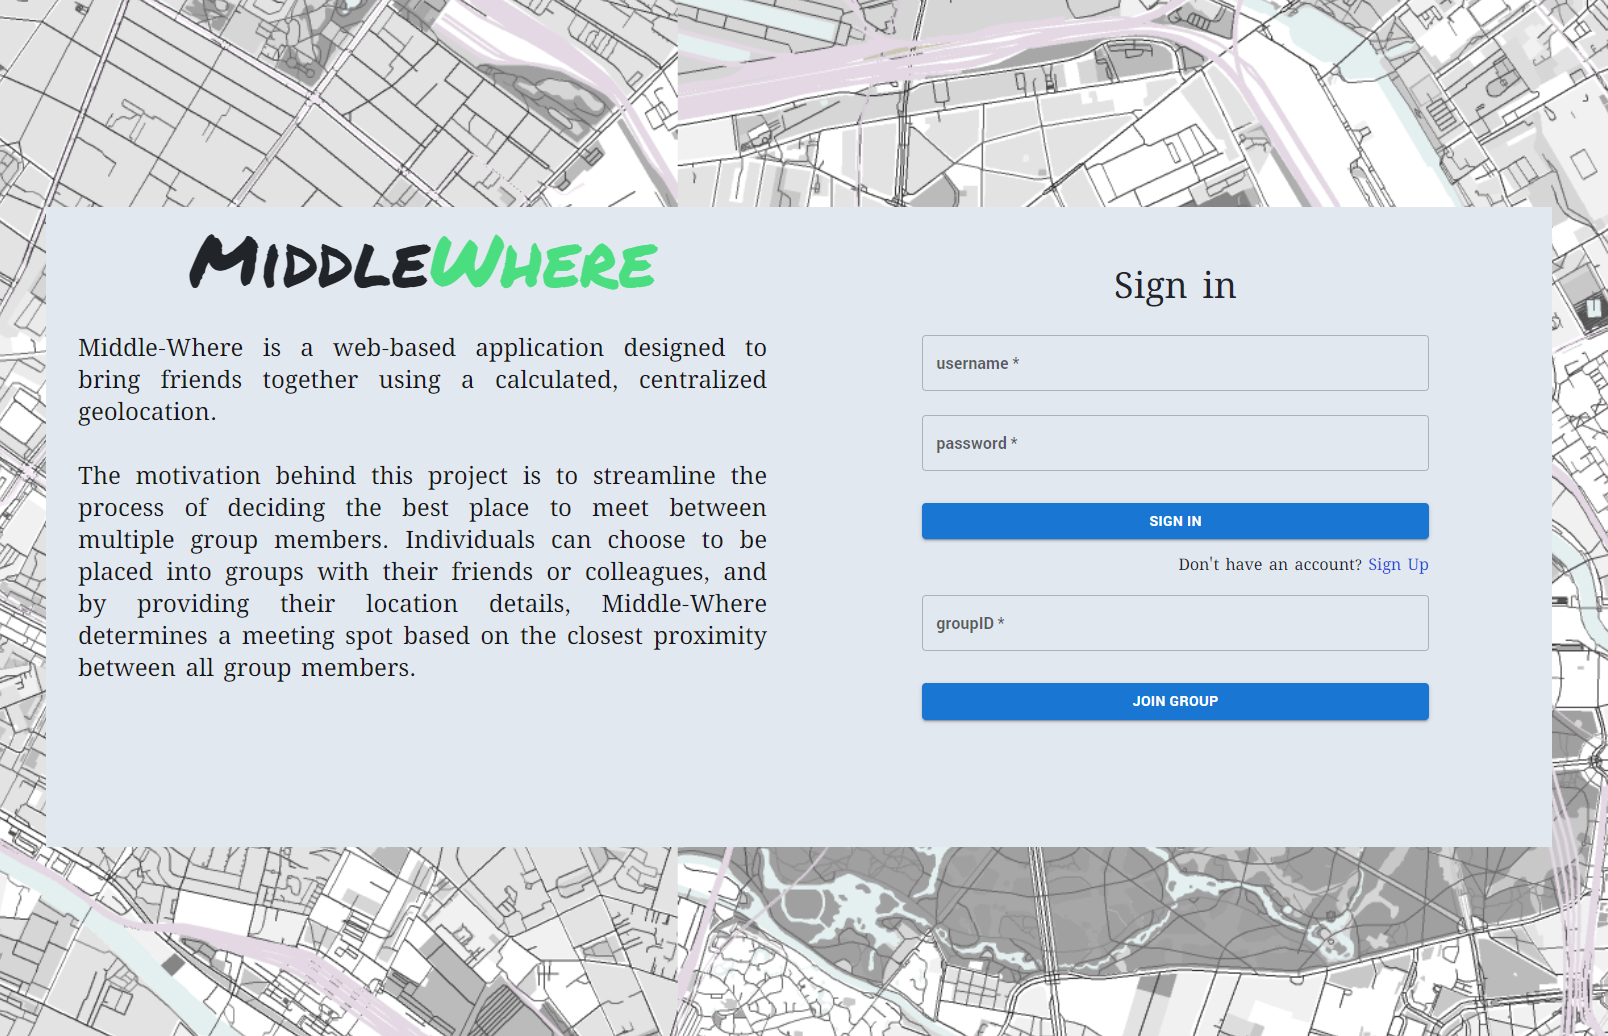 MIDDLEWHERE
Middle-Where is a web-based application designed to
bring friends together using a calculated, centralized
geolocation.
The motivation behind this project is to streamline the
process of deciding the best place to meet between
multiple group members. Individuals can choose to be
placed into groups with their friends or colleagues, and
by providing their location details, Middle-Where
determines a meeting spot based on the closest proximity
between all group members.
Sign in
username *
password *
SIGN IN
Don't have an account? Sign Up
groupID *
JOIN GROUP